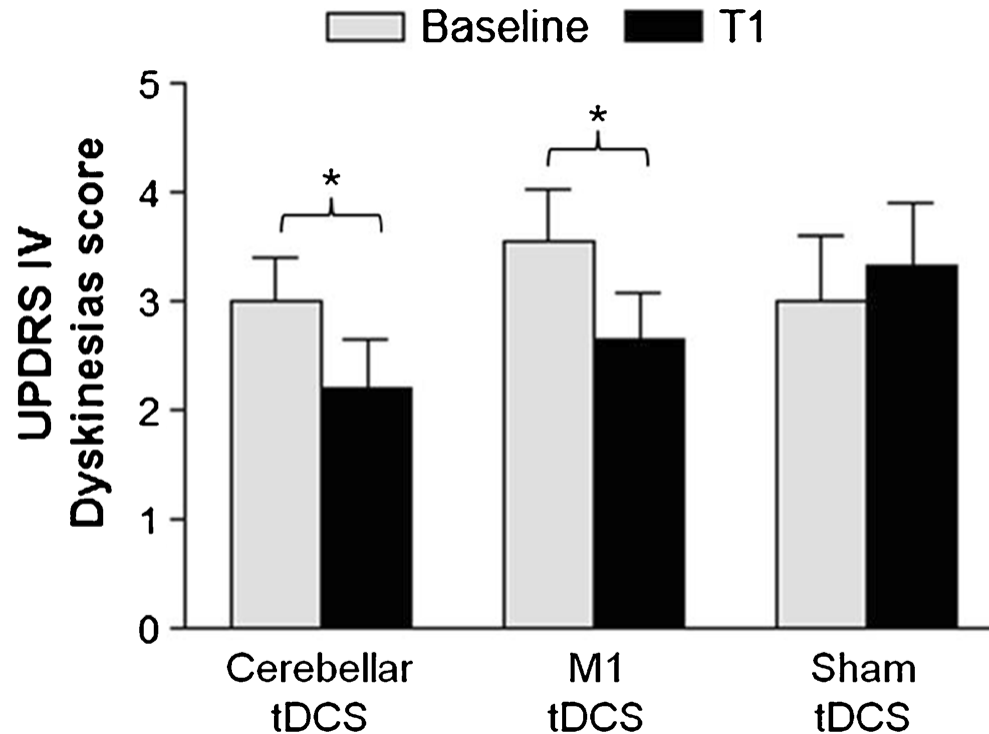 Baseline T1
UPDRS IV
Dyskinesias score
5
4
3
2
1
0
*
*
Cerebellar
tDCS
M1
tDCS
Sham
tDCS